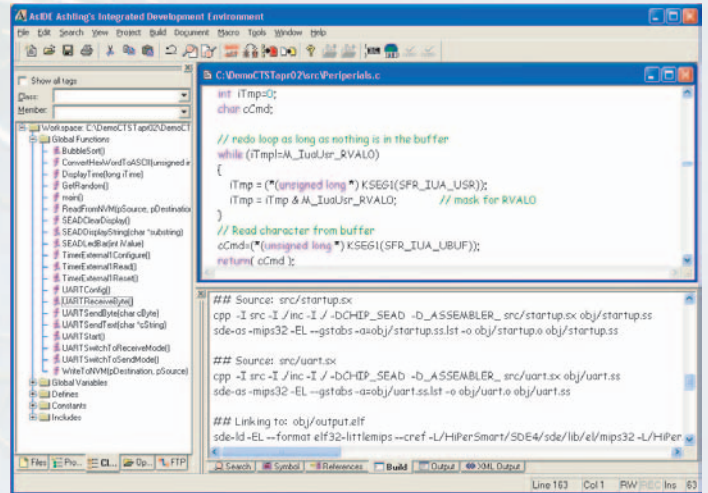 AsIDE Ashling's Integrated Development Environment
File Edit Search View Project Build Document Macro Tools Window Help
Show all tags
Class:
Member:
Workspace: C:\DemoCTSTapr02\DemoCT
Global Functions
BubbleSort()
ConvertHexWordToASCII(unsigned ir
DisplayTime(long iTime)
GetRandom()
main()
ReadFromNVM(pSource, pDestinatio
SEADClearDisplay()
SEADDisplayString(char *substring)
SEADLedBar(int iValue)
TimerExternal1Configure()
TimerExternal1Read()
TimerExternal1Reset()
UARTConfig()
UARTReceiveByte()
UARTSendByte(char cByte)
UARTSendText(char *cString)
UARTStart()
UARTSwitchToReceiveMode()
UARTSwitchToSendMode()
WriteToNVM(pDestination, pSource)
Global Variables
Defines
Constants
Includes
Files Pro... Cl... Op... FTP
C:\DemoCTSTapr02\src\Periperials.c
int iTmp=0;
char cCmd;
// redo loop as long as nothing is in the buffer
while (iTmp!=M_IuaUsr_RVAL0)
{
iTmp = (*(unsigned long *) KSEG1(SFR_IUA_USR));
iTmp = iTmp & M_IuaUsr_RVAL0; // mask for RVAL0
}
// Read character from buffer
cCmd=(*(unsigned long *) KSEG1(SFR_IUA_UBUF));
return( cCmd );
## Source: src/startup.sx
cpp -I src -I ./inc -I ./ -DCHIP_SEAD -D_ASSEMBLER_ src/startup.sx obj/startup.ss
sde-as -mips32 -EL --gstabs -a=obj/startup.ss.lst -o obj/startup.o obj/startup.ss
## Source: src/uart.sx
cpp -I src -I ./inc -I ./ -DCHIP_SEAD -D_ASSEMBLER_ src/uart.sx obj/uart.ss
sde-as -mips32 -EL --gstabs -a=obj/uart.ss.lst -o obj/uart.o obj/uart.ss
## Linking to: obj/output.elf
sde-ld -EL --format elf32-littlemips --cref -L/HiPerSmart/SDE4/sde/lib/el/mips32 -L/HiPer
Search Symbol References Build Output XML Output
Line 163 Col 1 RW REC Ins 63